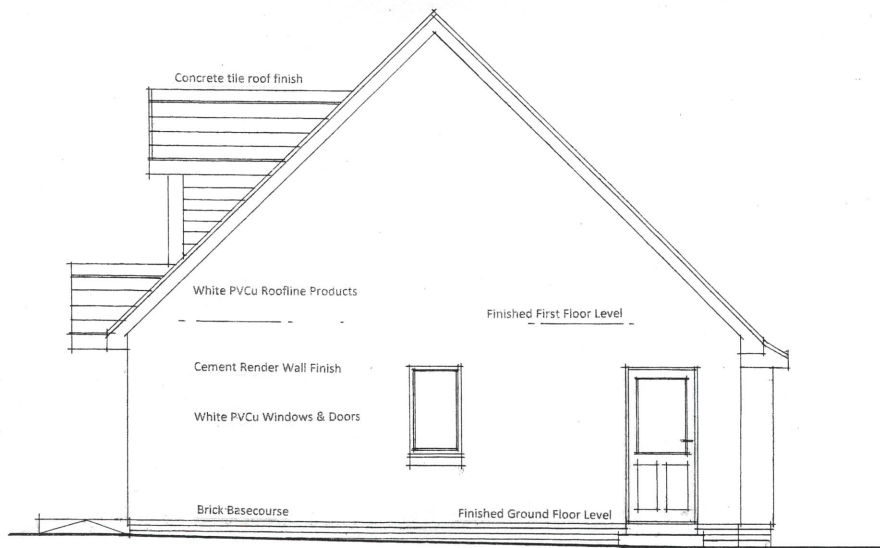 Concrete tile roof finish
White PVCu Roofline Products
Finished First Floor Level
Cement Render Wall Finish
White PVCu Windows & Doors
Brick Basecourse
Finished Ground Floor Level